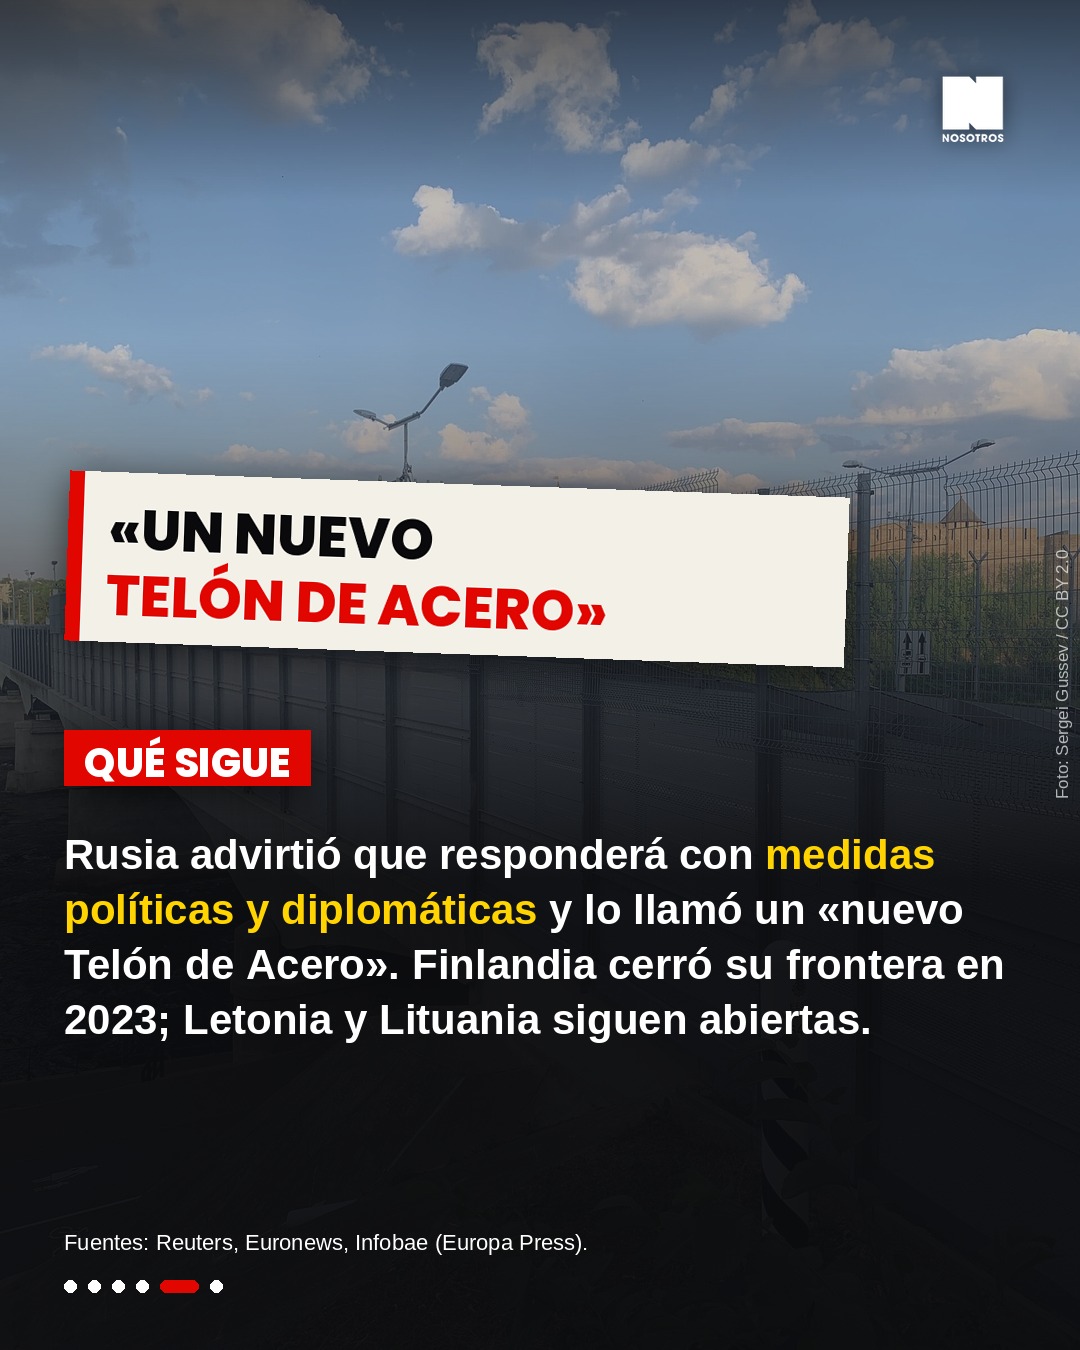 NOSOTROS
«UN NUEVO
TELÓN DE ACERO»
Foto: Sergei Gussev / CC BY 2.0
QUÉ SIGUE
Rusia advirtió que responderá con medidas
políticas y diplomáticas y lo llamó un «nuevo
Telón de Acero». Finlandia cerró su frontera en
2023; Letonia y Lituania siguen abiertas.
Fuentes: Reuters, Euronews, Infobae (Europa Press).